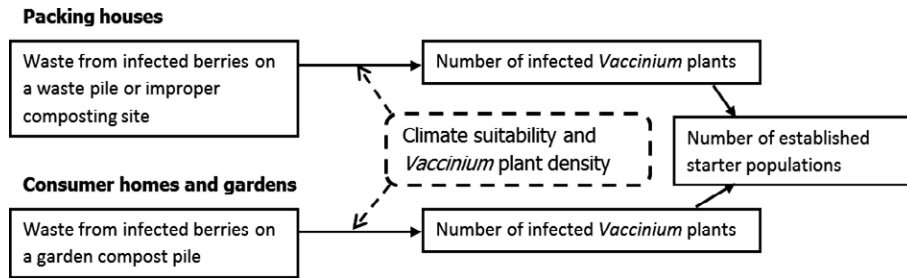 Packing houses
Waste from infected berries on
a waste pile or improper
composting site
Number of infected Vaccinium plants
Climate suitability and
Vaccinium plant density
Number of established
starter populations
Consumer homes and gardens
Waste from infected berries on
a garden compost pile
Number of infected Vaccinium plants